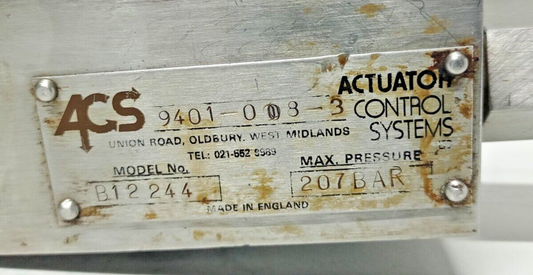 ACS 9401-008-3 ACTUATOR
CONTROL
SYSTEMS
UNION ROAD, OLDBURY, WEST MIDLANDS
TEL: 021-552
MODEL No. MAX. PRESSURE
B12244 207BAR
MADE IN ENGLAND